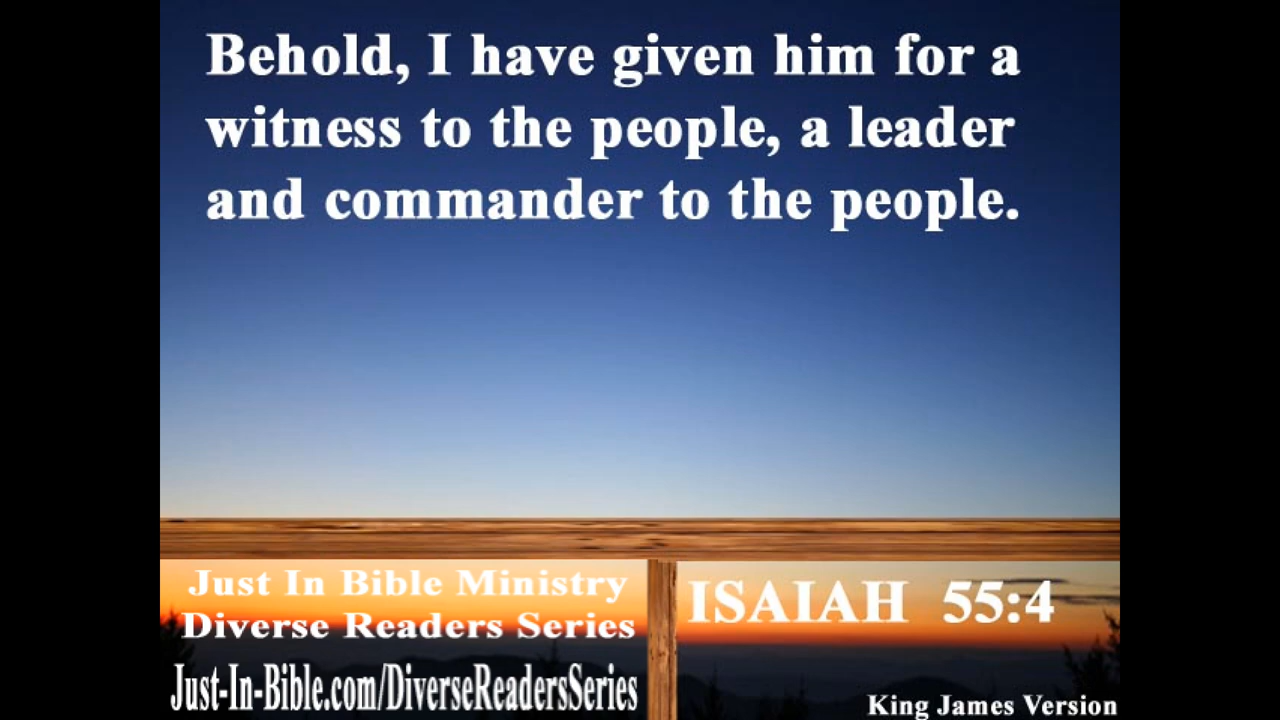 Behold, I have given him for a
witness to the people, a leader
and commander to the people.
Just In Bible Ministry
Diverse Readers Series
Just-In-Bible.com/DiverseReadersSeries
ISAIAH 55:4
King James Version